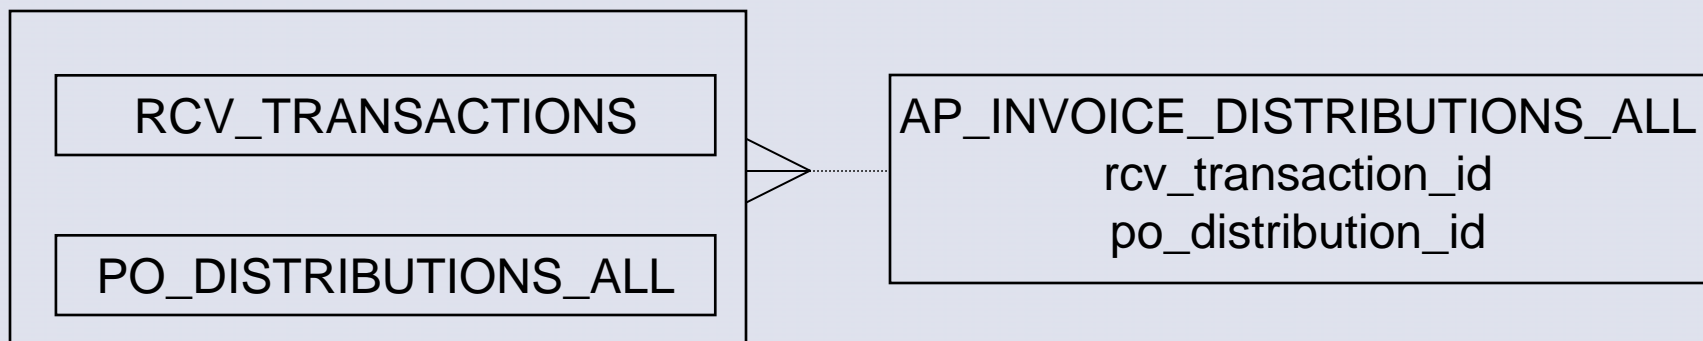 RCV_TRANSACTIONS
PO_DISTRIBUTIONS_ALL
AP_INVOICE_DISTRIBUTIONS_ALL
rcv_transaction_id
po_distribution_id